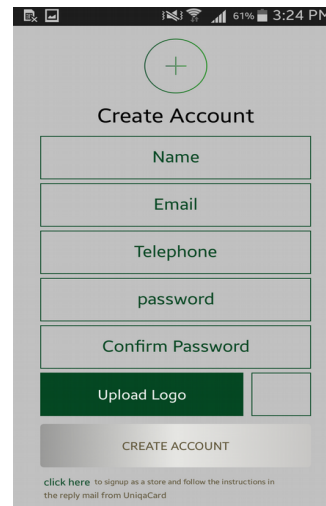 61% 3:24 PM
Create Account
Name
Email
Telephone
password
Confirm Password
Upload Logo
CREATE ACCOUNT
click here to signup as a store and follow the instructions in
the reply mail from UniqaCard